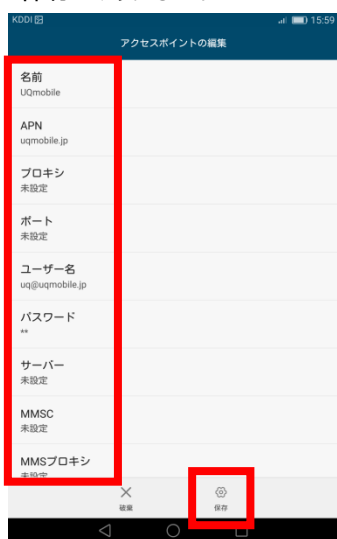 KDDI 15:59
アクセスポイントの編集
名前
UQmobile
APN
uqmobile.jp
プロキシ
未設定
ポート
未設定
ユーザー名
uq@uqmobile.jp
パスワード
**
サーバー
未設定
MMSC
未設定
MMSプロキシ
未設定
破棄
保存